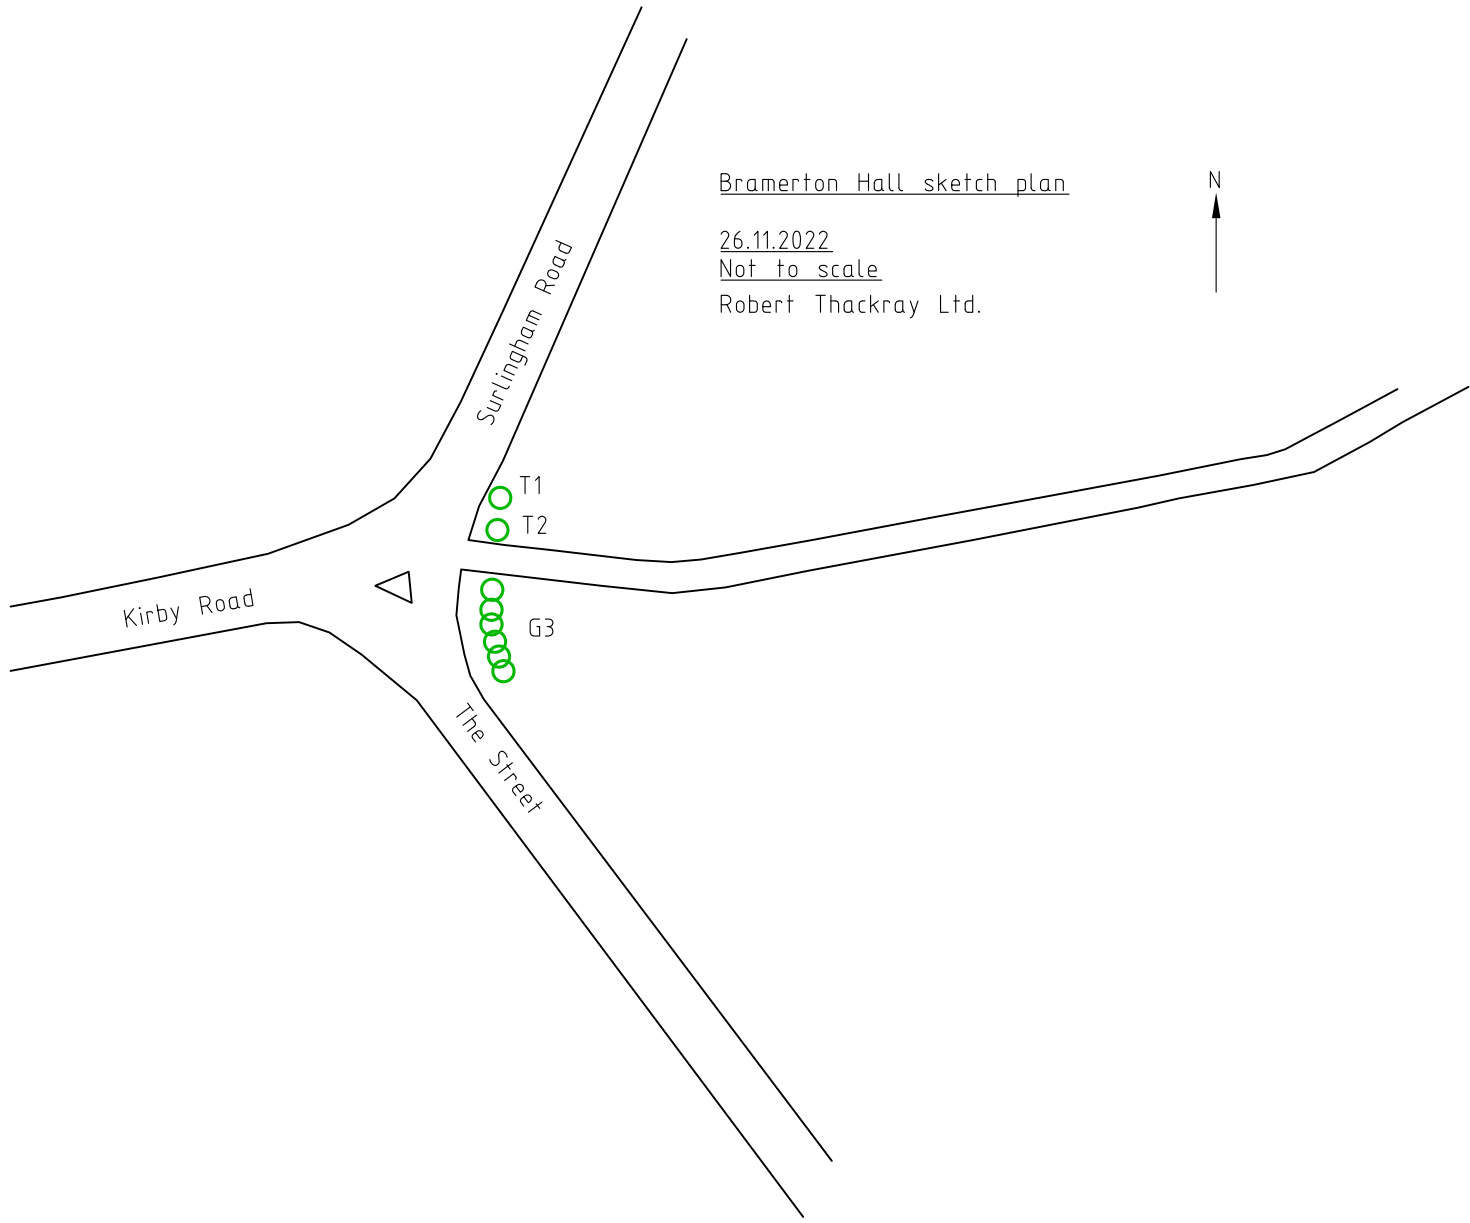 Bramerton Hall sketch plan
N
26.11.2022
Not to scale
Robert Thackray Ltd.
Surlingham Road
T1
T2
Kirby Road
G3
The Street